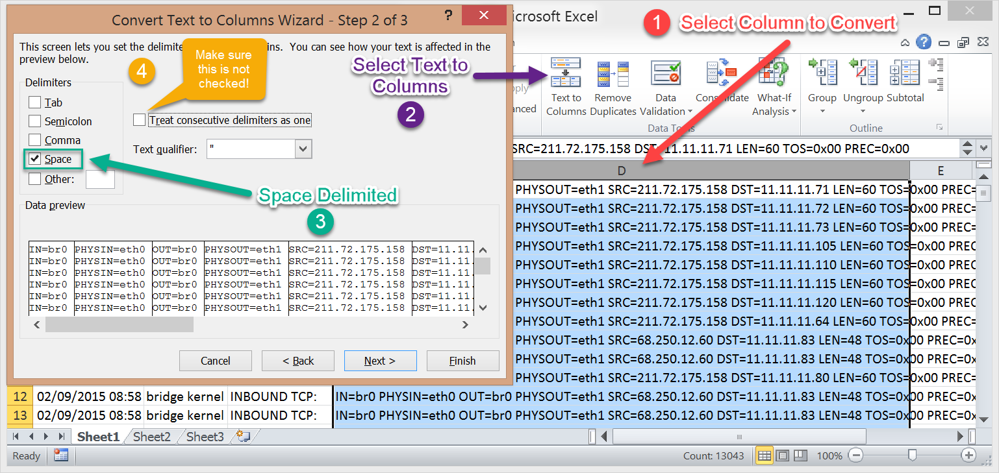 Convert Text to Columns Wizard - Step 2 of 3
?
This screen lets you set the delimite
ins. You can see how your text is affected in the
preview below.
4
Make sure
this is not
checked!
Delimiters
Tab
Semicolon
Comma
Space
Other:
Treat consecutive delimiters as one
Text qualifier:
"
Space Delimited
3
Data preview
IN=br0 PHYSIN=eth0 OUT=br0 PHYSOUT=eth1 SRC=211.72.175.158 DST=11.11.
IN=br0 PHYSIN=eth0 OUT=br0 PHYSOUT=eth1 SRC=211.72.175.158 DST=11.11.
IN=br0 PHYSIN=eth0 OUT=br0 PHYSOUT=eth1 SRC=211.72.175.158 DST=11.11.
IN=br0 PHYSIN=eth0 OUT=br0 PHYSOUT=eth1 SRC=211.72.175.158 DST=11.11.
IN=br0 PHYSIN=eth0 OUT=br0 PHYSOUT=eth1 SRC=211.72.175.158 DST=11.11.
IN=br0 PHYSIN=eth0 OUT=br0 PHYSOUT=eth1 SRC=211.72.175.158 DST=11.11.
Cancel
< Back
Next >
Finish
icrosoft Excel
1
Select Column to Convert
?
Select Text to
Columns
2
pply
anced
Text to
Columns
Remove
Duplicates
Data
Validation
Consolidate
What-If
Analysis
Data Tools
Group
Ungroup
Subtotal
Outline
SRC=211.72.175.158 DST=11.11.11.71 LEN=60 TOS=0x00 PREC=0x00
D E
PHYSOUT=eth1 SRC=211.72.175.158 DST=11.11.11.71 LEN=60 TOS=0x00 PREC=
PHYSOUT=eth1 SRC=211.72.175.158 DST=11.11.11.72 LEN=60 TOS=0x00 PREC=
PHYSOUT=eth1 SRC=211.72.175.158 DST=11.11.11.73 LEN=60 TOS=0x00 PREC=
PHYSOUT=eth1 SRC=211.72.175.158 DST=11.11.11.105 LEN=60 TOS=0x00 PREC=
PHYSOUT=eth1 SRC=211.72.175.158 DST=11.11.11.110 LEN=60 TOS=0x00 PREC=
PHYSOUT=eth1 SRC=211.72.175.158 DST=11.11.11.115 LEN=60 TOS=0x00 PREC=
PHYSOUT=eth1 SRC=211.72.175.158 DST=11.11.11.120 LEN=60 TOS=0x00 PREC=
PHYSOUT=eth1 SRC=211.72.175.158 DST=11.11.11.64 LEN=60 TOS=0x00 PREC=
PHYSOUT=eth1 SRC=68.250.12.60 DST=11.11.11.83 LEN=48 TOS=0x00 PREC=0x
PHYSOUT=eth1 SRC=68.250.12.60 DST=11.11.11.83 LEN=48 TOS=0x00 PREC=0x
PHYSOUT=eth1 SRC=211.72.175.158 DST=11.11.11.80 LEN=60 TOS=0x00 PREC=
12 02/09/2015 08:58 bridge kernel INBOUND TCP: IN=br0 PHYSIN=eth0 OUT=br0 PHYSOUT=eth1 SRC=68.250.12.60 DST=11.11.11.83 LEN=48 TOS=0x00 PREC=0x
13 02/09/2015 08:58 bridge kernel INBOUND TCP: IN=br0 PHYSIN=eth0 OUT=br0 PHYSOUT=eth1 SRC=68.250.12.60 DST=11.11.11.83 LEN=48 TOS=0x00 PREC=0x
Sheet1 Sheet2 Sheet3
Ready
Count: 13043
100%